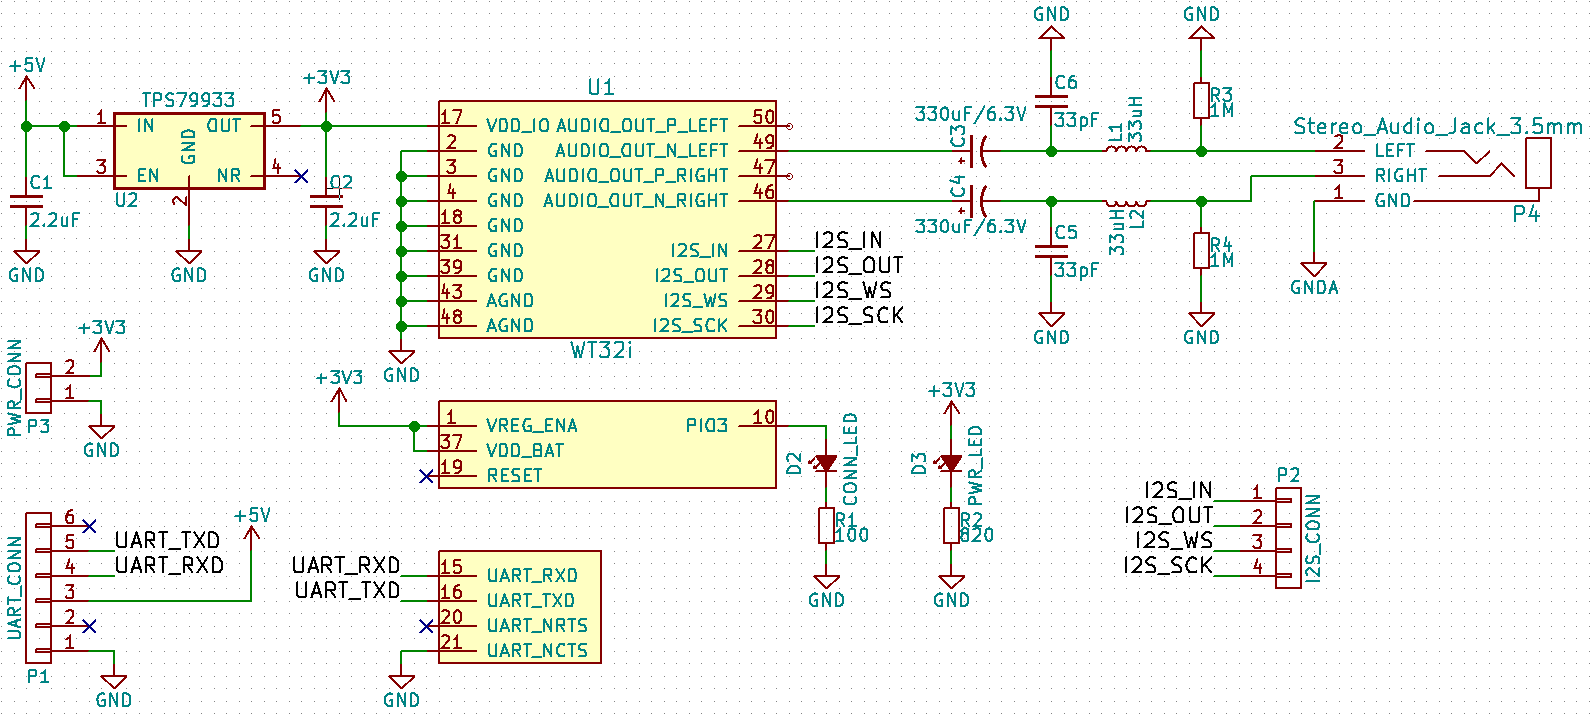 GND
GND
+5V
TPS79933
+3V3
1 IN OUT 5
3 EN NR 4
GND
2
U2
C1
2.2uF
C2
2.2uF
GND
GND
GND
U1
17 VDD_IO AUDIO_OUT_P_LEFT 50
2 GND AUDIO_OUT_N_LEFT 49
3 GND AUDIO_OUT_P_RIGHT 47
4 GND AUDIO_OUT_N_RIGHT 46
18 GND
31 GND I2S_IN 27 I2S_IN
39 GND I2S_OUT 28 I2S_OUT
43 AGND I2S_WS 29 I2S_WS
48 AGND I2S_SCK 30 I2S_SCK
WT32i
GND
330uF/6.3V
C3
C4
330uF/6.3V
C6
33pF
L1
33uH
R3
1M
C5
33pF
33uH
L2
R4
1M
GND
GND
Stereo_Audio_Jack_3.5mm
2 LEFT
3 RIGHT
1 GND
P4
GNDA
+3V3
PWR_CONN
2
1
P3
GND
+3V3
1 VREG_ENA PIO3 10
37 VDD_BAT
19 RESET
D2
CONN_LED
R1
100
GND
+3V3
D3
PWR_LED
R2
820
GND
P2
I2S_IN 1
I2S_OUT 2
I2S_WS 3
I2S_SCK 4
I2S_CONN
UART_CONN
6
5 UART_TXD
4 UART_RXD
3
2
1
P1
+5V
GND
UART_RXD 15 UART_RXD
UART_TXD 16 UART_TXD
20 UART_NRTS
21 UART_NCTS
GND